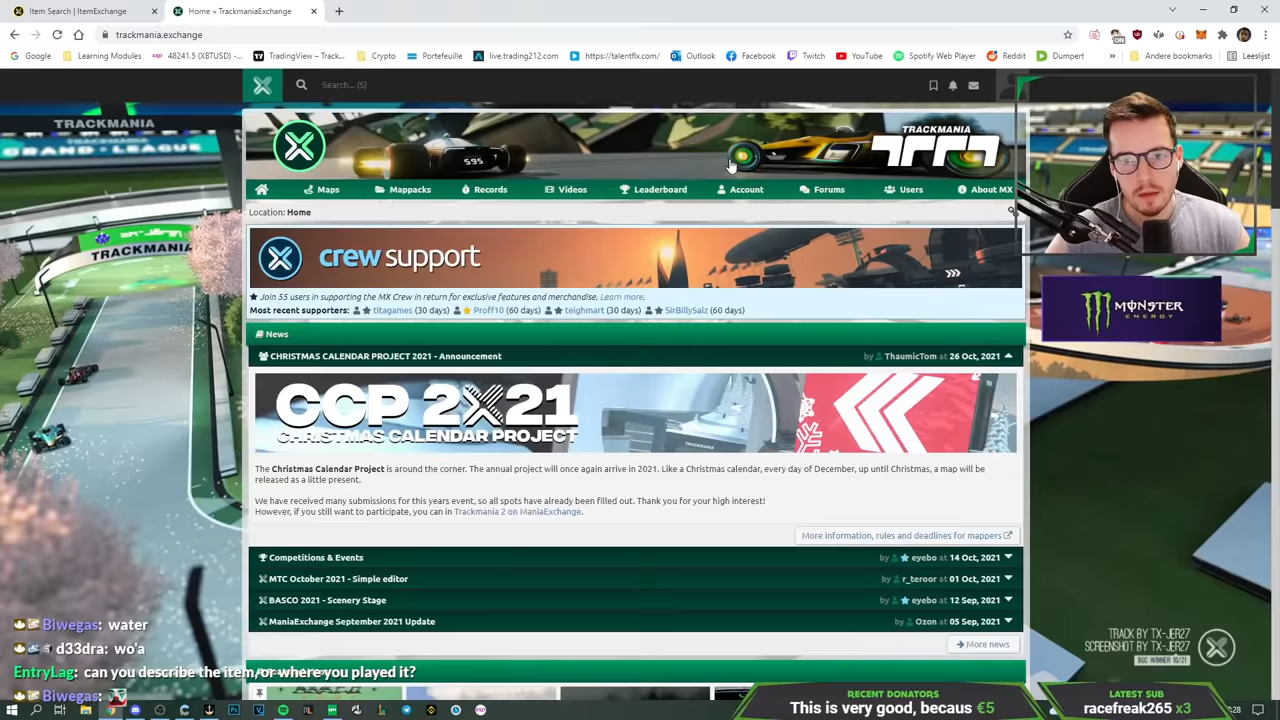 Item Search | ItemExchange
Home » TrackmaniaExchange
trackmania.exchange
Google
Learning Modules
Crypto
48241.5 (XBTUSD) -
TradingView – Track...
Portefeuille
live.trading212.com
https://talentflx.com/
Outlook
Facebook
Twitch
YouTube
Spotify Web Player
Reddit
Dumpert
Andere bookmarks
Leeslijst
Search... (S)
TRACKMANIA
GRAND LEAGUE
TRACKMANIA
S95
TRACKMANIA
Maps
Mappacks
Records
Videos
Leaderboard
Account
Forums
Users
About MX
Location: Home
crew support
Join 55 users in supporting the MX Crew in return for exclusive features and merchandise. Learn more.
Most recent supporters: titagames (30 days) Proff10 (60 days) teighmart (30 days) SirBillySalz (60 days)
News
CHRISTMAS CALENDAR PROJECT 2021 - Announcement
by ThaumicTom at 26 Oct, 2021
CCP 2X21
CHRISTMAS CALENDAR PROJECT
TRACKMANIA
The Christmas Calendar Project is around the corner. The annual project will once again arrive in 2021. Like a Christmas calendar, every day of December, up until Christmas, a map will be
released as a little present.
We have received many submissions for this years event, so all spots have already been filled out. Thank you for your high interest!
However, if you still want to participate, you can in Trackmania 2 on ManiaExchange.
More information, rules and deadlines for mappers
Competitions & Events
by eyebo at 14 Oct, 2021
MTC October 2021 - Simple editor
by r_teroor at 01 Oct, 2021
BASCO 2021 - Scenery Stage
by eyebo at 12 Sep, 2021
ManiaExchange September 2021 Update
by Ozon at 05 Sep, 2021
More news
MONSTER
ENERGY
TRACK BY TX-JER27
SCREENSHOT BY TX-JER27
BGC WINNER 10/21
Biwegas: water
d33dra: wo'a
EntryLag: can you describe the item, or where you played it?
Biwegas:
RECENT DONATORS
This is very good, becaus €5
LATEST SUB
racefreak265 x3